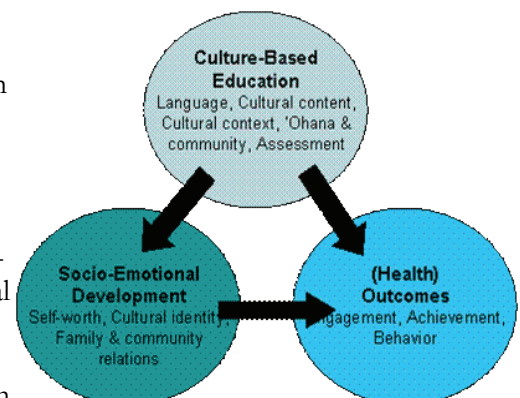 Culture-Based
Education
Language, Cultural content,
Cultural context, 'Ohana &
community, Assessment
Socio-Emotional
Development
Self-worth, Cultural identity,
Family & community
relations
(Health)
Outcomes
Achievement,
Behavior